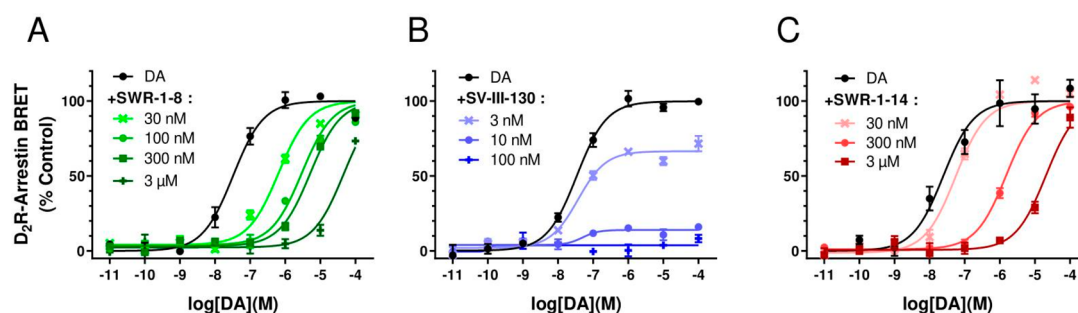 A
B
C
D₂R-Arrestin BRET
(% Control)
100
50
0
DA
+SWR-1-8 :
30 nM
100 nM
300 nM
3 µM
-11 -10 -9 -8 -7 -6 -5 -4
log[DA](M)
100
50
0
DA
+SV-III-130 :
3 nM
10 nM
100 nM
-11 -10 -9 -8 -7 -6 -5 -4
log[DA](M)
100
50
0
DA
+SWR-1-14 :
30 nM
300 nM
3 µM
-11 -10 -9 -8 -7 -6 -5 -4
log[DA](M)